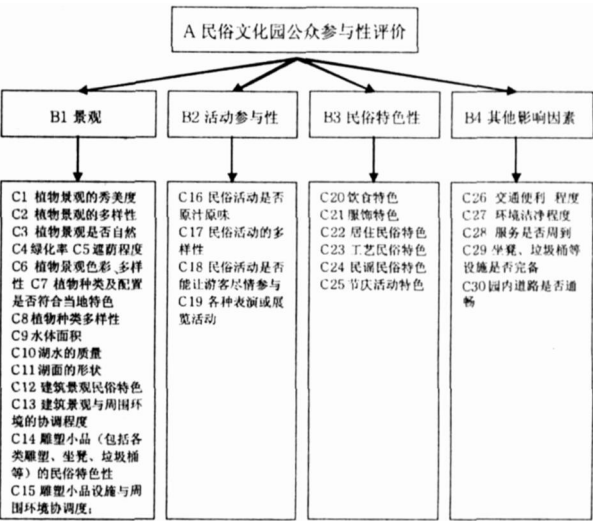 A 民俗文化园公众参与性评价
B1 景观
B2 活动参与性
B3 民俗特色性
B4 其他影响因素
C1 植物景观的秀美度
C2 植物景观的多样性
C3 植物景观是否自然
C4 绿化率 C5 遮荫程度
C6 植物景观色彩、多样
性 C7 植物种类及配置
是否符合当地特色
C8 植物种类多样性
C9 水体面积
C10 湖水的质量
C11 湖面的形状
C12 建筑景观民俗特色
C13 建筑景观与周围环
境的协调程度
C14 雕塑小品（包括各
类雕塑、坐凳、垃圾桶
等）的民俗特色性
C15 雕塑小品设施与周
围环境协调度；
C16 民俗活动是否
原汁原味
C17 民俗活动的多
样性
C18 民俗活动是否
能让游客尽情参与
C19 各种表演或展
览活动
C20 饮食特色
C21 服饰特色
C22 居住民俗特色
C23 工艺民俗特色
C24 民谣民俗特色
C25 节庆活动特色
C26 交通便利 程度
C27 环境洁净程度
C28 服务是否周到
C29 坐凳、垃圾桶等
设施是否完备
C30 园内道路是否通
畅